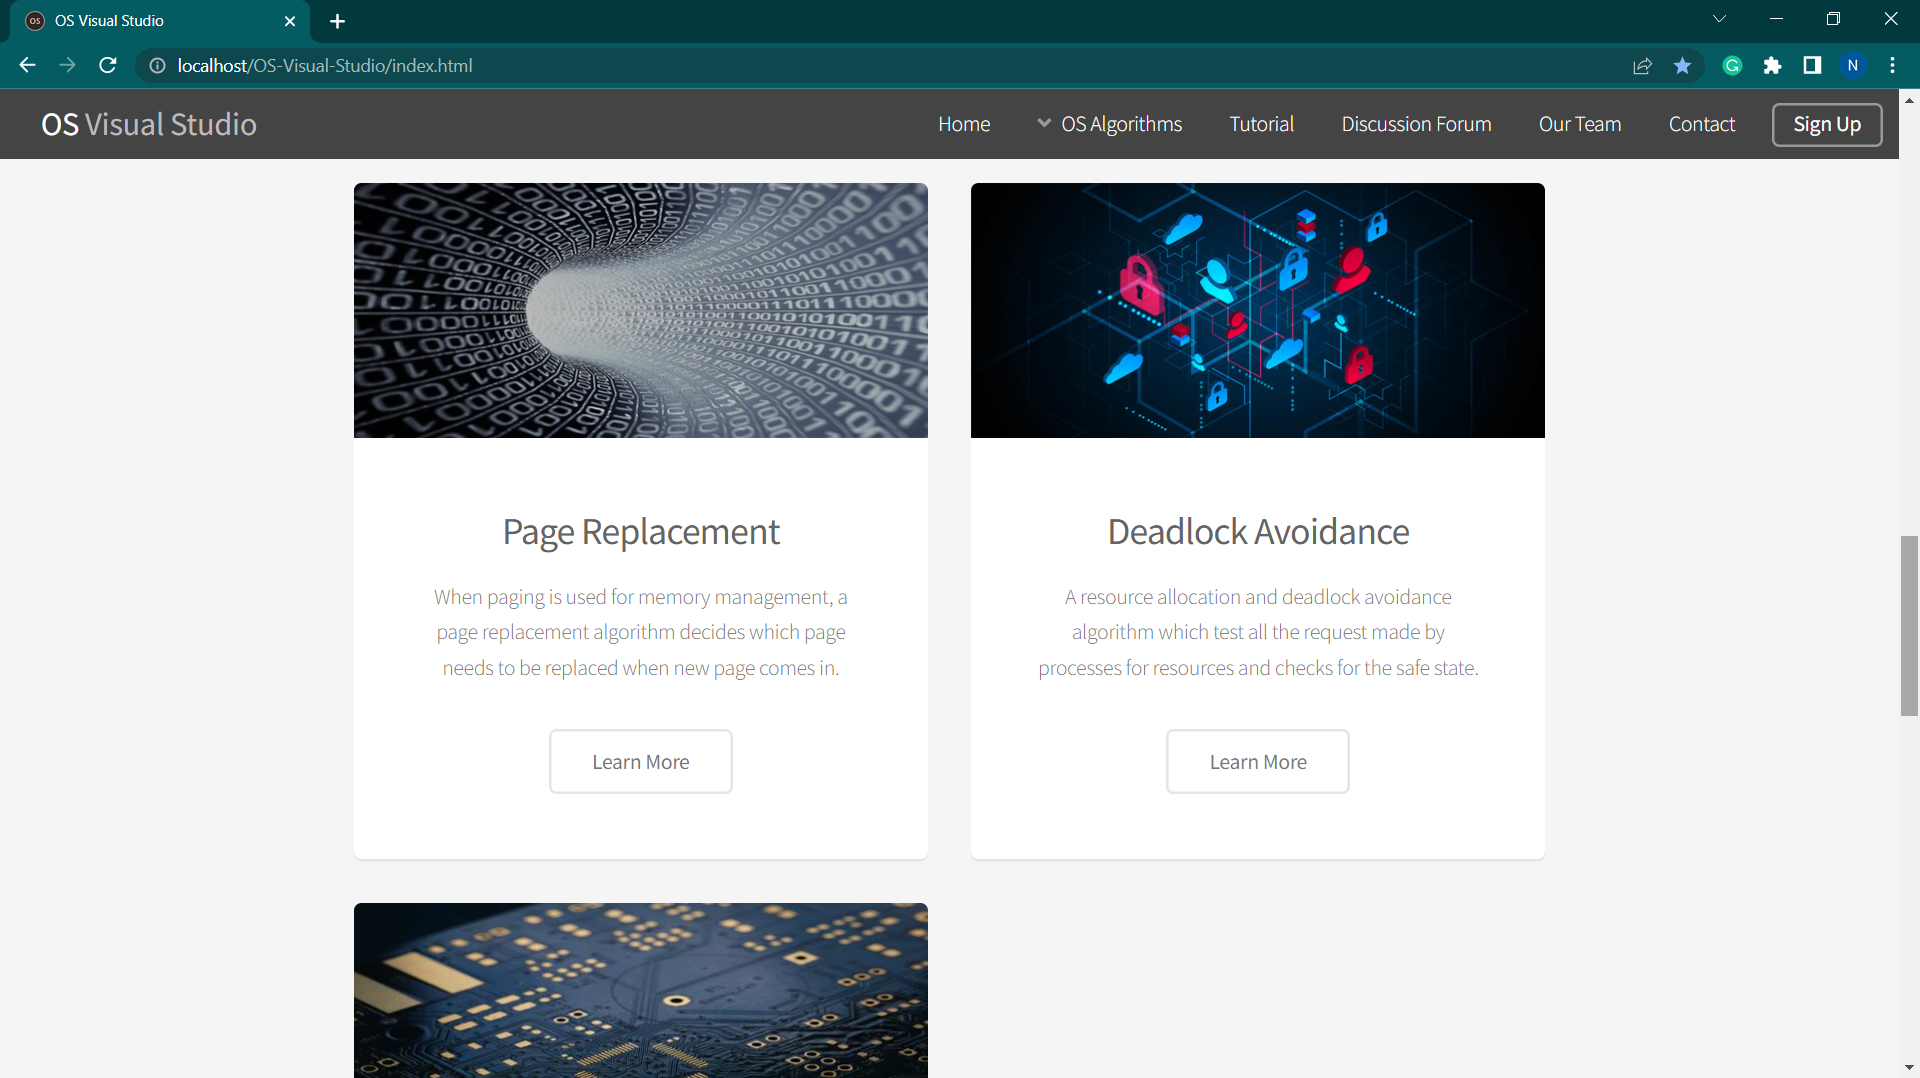 OS Visual Studio
localhost/OS-Visual-Studio/index.html
N
OS Visual Studio
Home
OS Algorithms
Tutorial
Discussion Forum
Our Team
Contact
Sign Up
Page Replacement
When paging is used for memory management, a
page replacement algorithm decides which page
needs to be replaced when new page comes in.
Learn More
Deadlock Avoidance
A resource allocation and deadlock avoidance
algorithm which test all the request made by
processes for resources and checks for the safe state.
Learn More